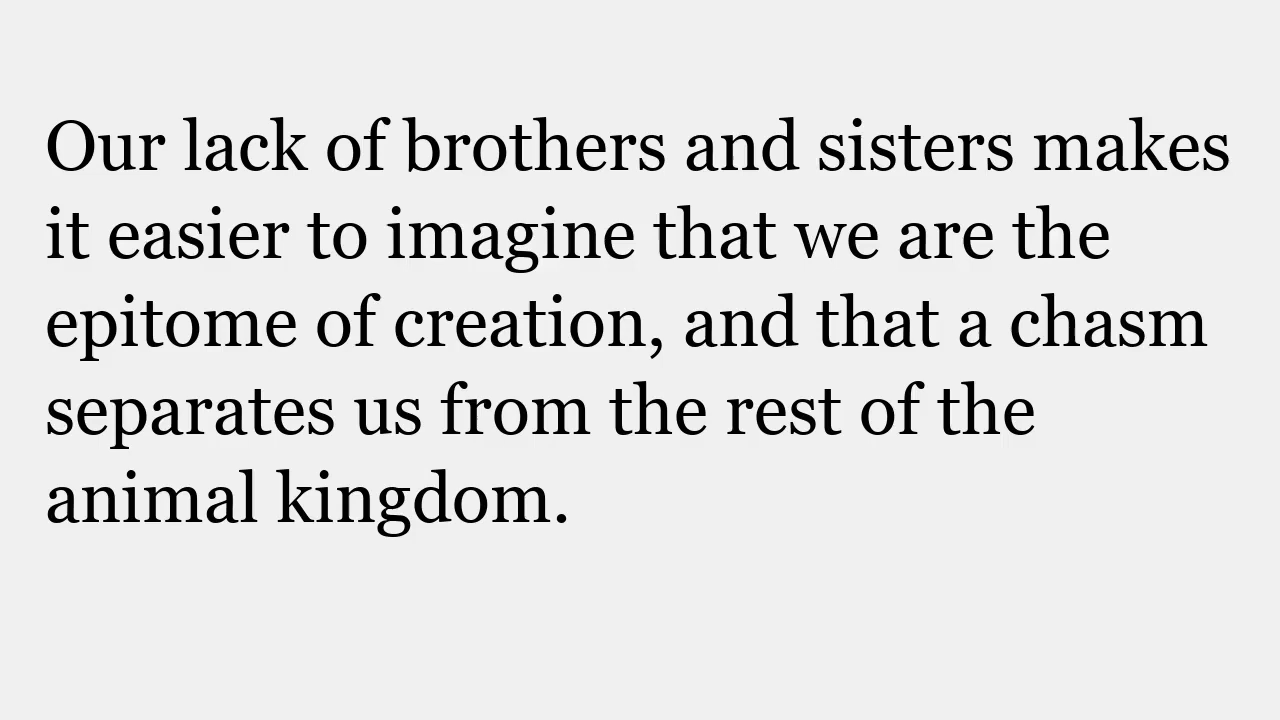 Our lack of brothers and sisters makes
it easier to imagine that we are the
epitome of creation, and that a chasm
separates us from the rest of the
animal kingdom.